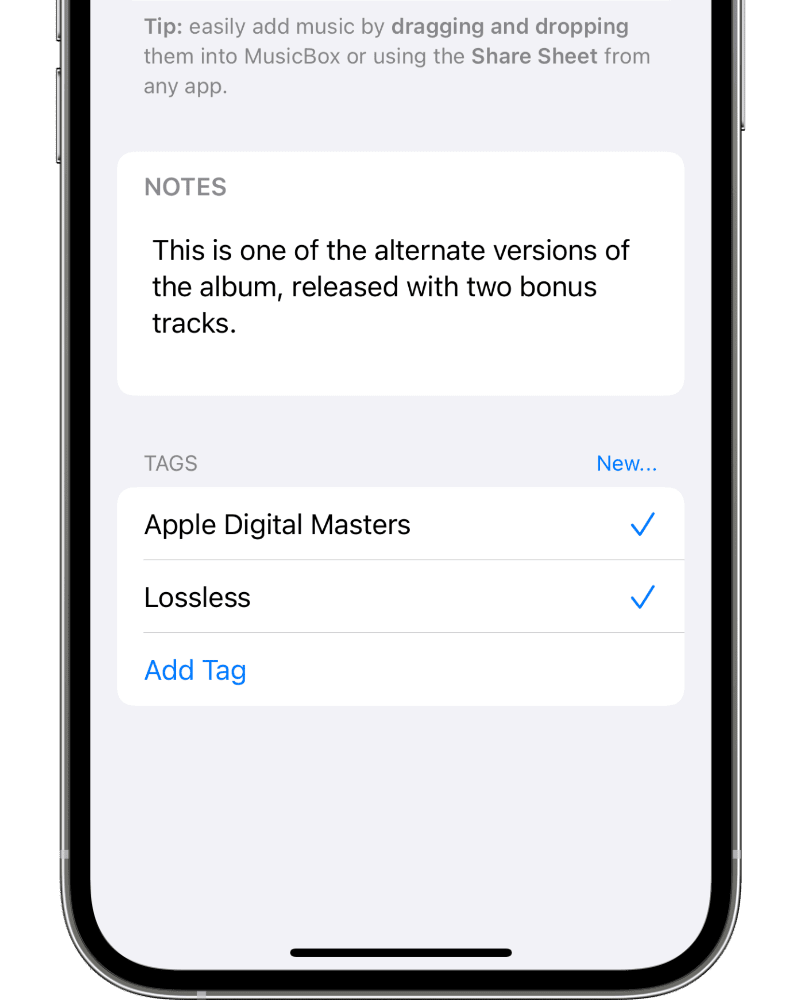 Tip: easily add music by dragging and dropping
them into MusicBox or using the Share Sheet from
any app.
NOTES
This is one of the alternate versions of
the album, released with two bonus
tracks.
TAGS New...
Apple Digital Masters
Lossless
Add Tag